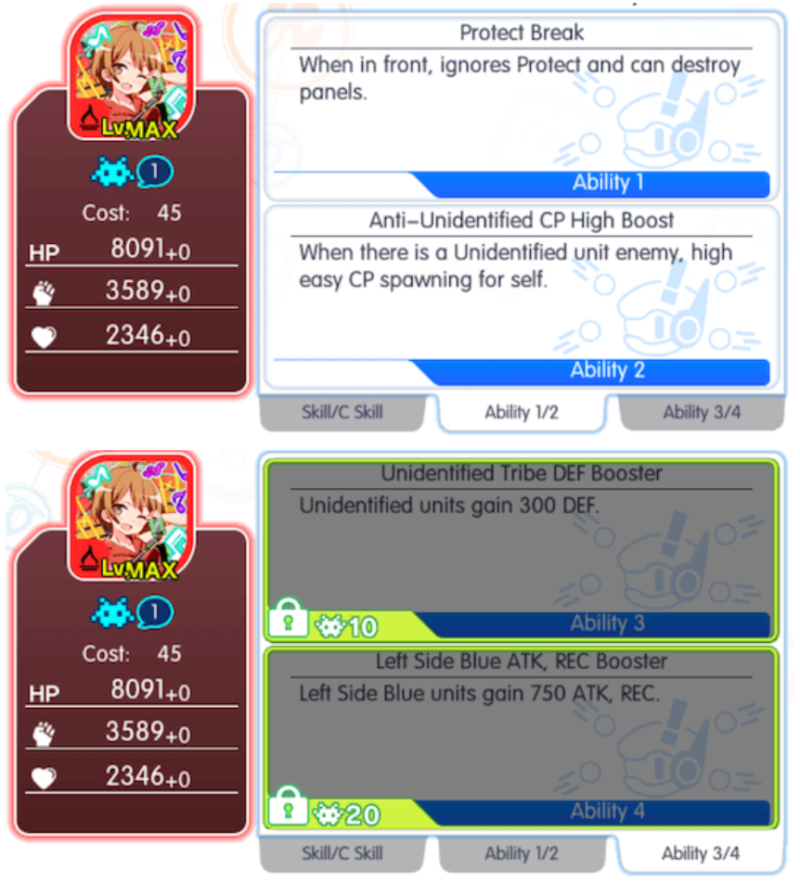 LvMAX
1
Cost: 45
HP 8091+0
3589+0
2346+0
Protect Break
When in front, ignores Protect and can destroy
panels.
Ability 1
Anti-Unidentified CP High Boost
When there is a Unidentified unit enemy, high
easy CP spawning for self.
Ability 2
Skill/C Skill
Ability 1/2
Ability 3/4
LvMAX
1
Cost: 45
HP 8091+0
3589+0
2346+0
Unidentified Tribe DEF Booster
Unidentified units gain 300 DEF.
10
Ability 3
Left Side Blue ATK, REC Booster
Left Side Blue units gain 750 ATK, REC.
20
Ability 4
Skill/C Skill
Ability 1/2
Ability 3/4